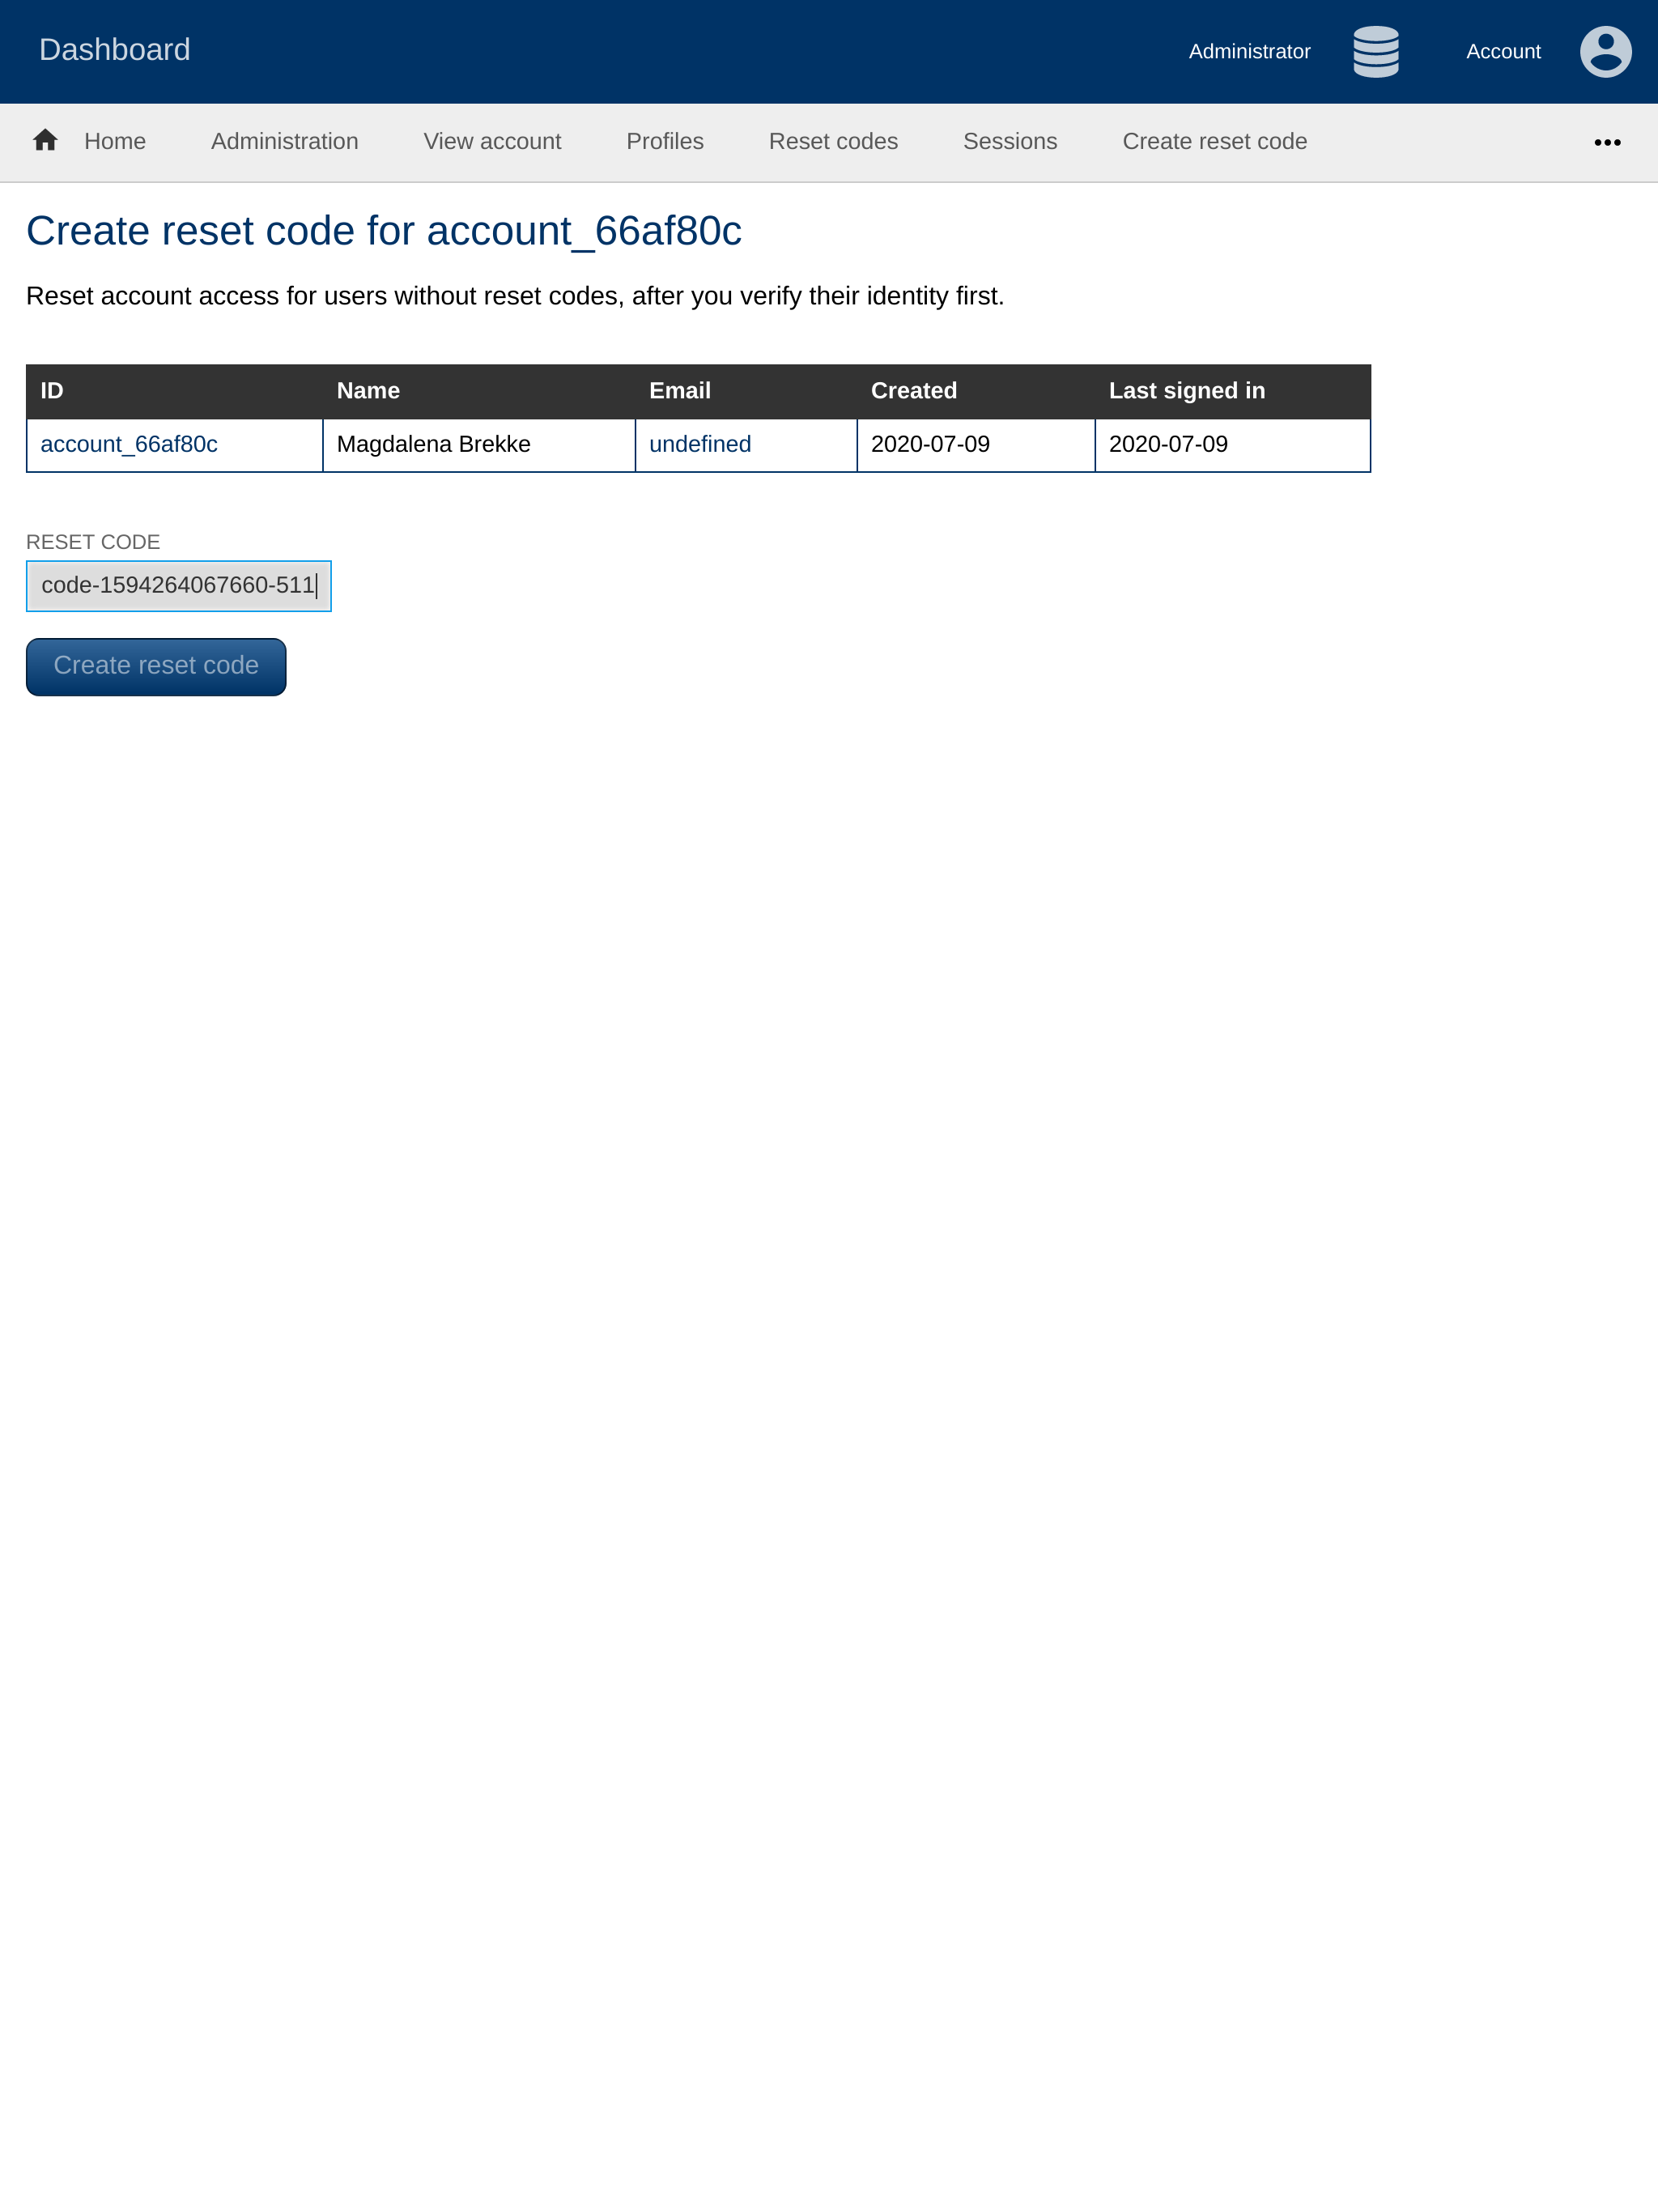 Dashboard Administrator Account
Home Administration View account Profiles Reset codes Sessions Create reset code •••
Create reset code for account_66af80c
Reset account access for users without reset codes, after you verify their identity first.
ID Name Email Created Last signed in
account_66af80c Magdalena Brekke undefined 2020-07-09 2020-07-09
RESET CODE
code-1594264067660-511
Create reset code